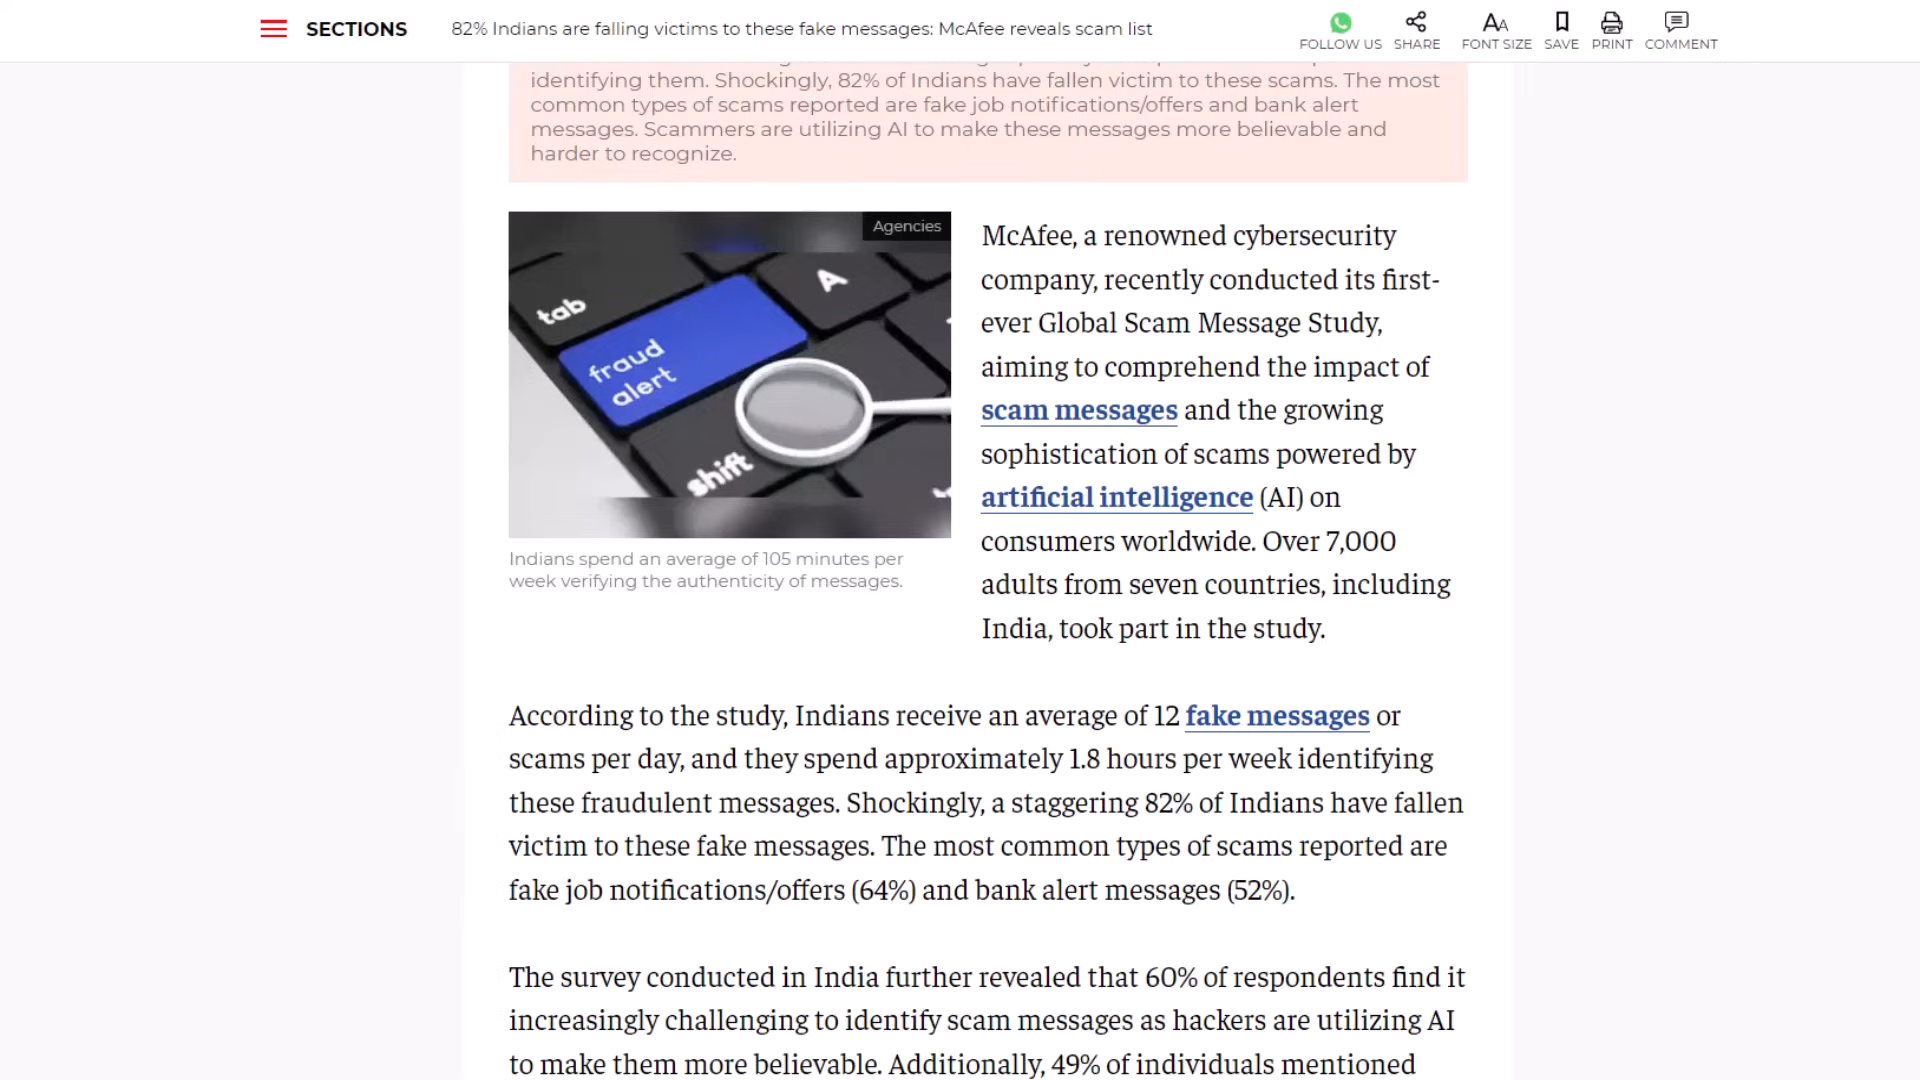 SECTIONS
82% Indians are falling victims to these fake messages: McAfee reveals scam list
FOLLOW US
SHARE
AA
FONT SIZE
SAVE
PRINT
COMMENT
identifying them. Shockingly, 82% of Indians have fallen victim to these scams. The most
common types of scams reported are fake job notifications/offers and bank alert
messages. Scammers are utilizing AI to make these messages more believable and
harder to recognize.
Agencies
tab
A
fraud
alert
shift
Indians spend an average of 105 minutes per
week verifying the authenticity of messages.
McAfee, a renowned cybersecurity
company, recently conducted its first-
ever Global Scam Message Study,
aiming to comprehend the impact of
scam messages and the growing
sophistication of scams powered by
artificial intelligence (AI) on
consumers worldwide. Over 7,000
adults from seven countries, including
India, took part in the study.
According to the study, Indians receive an average of 12 fake messages or
scams per day, and they spend approximately 1.8 hours per week identifying
these fraudulent messages. Shockingly, a staggering 82% of Indians have fallen
victim to these fake messages. The most common types of scams reported are
fake job notifications/offers (64%) and bank alert messages (52%).
The survey conducted in India further revealed that 60% of respondents find it
increasingly challenging to identify scam messages as hackers are utilizing AI
to make them more believable. Additionally, 49% of individuals mentioned